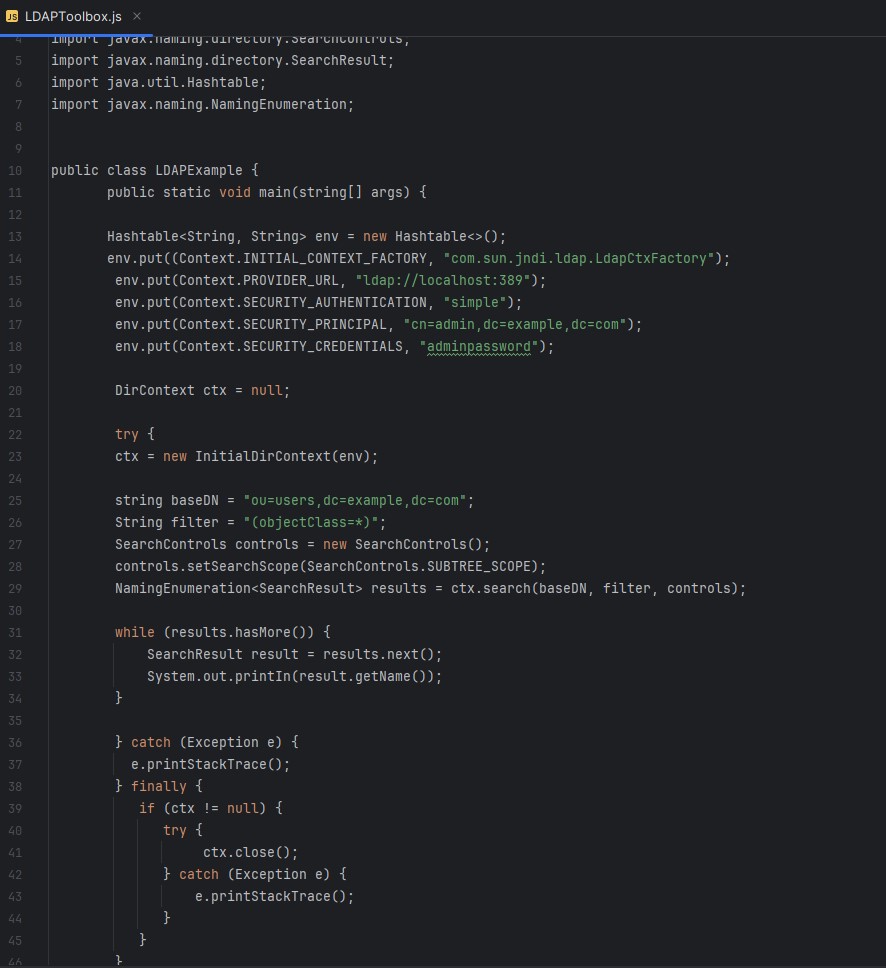 JS LDAPToolbox.js ×
4 import javax.naming.directory.SearchControls;
5 import javax.naming.directory.SearchResult;
6 import java.util.Hashtable;
7 import javax.naming.NamingEnumeration;
8
9
10 public class LDAPExample {
11 public static void main(string[] args) {
12
13 Hashtable<String, String> env = new Hashtable<>();
14 env.put((Context.INITIAL_CONTEXT_FACTORY, "com.sun.jndi.ldap.LdapCtxFactory");
15 env.put(Context.PROVIDER_URL, "ldap://localhost:389");
16 env.put(Context.SECURITY_AUTHENTICATION, "simple");
17 env.put(Context.SECURITY_PRINCIPAL, "cn=admin,dc=example,dc=com");
18 env.put(Context.SECURITY_CREDENTIALS, "adminpassword");
19
20 DirContext ctx = null;
21
22 try {
23 ctx = new InitialDirContext(env);
24
25 string baseDN = "ou=users,dc=example,dc=com";
26 String filter = "(objectClass=*)";
27 SearchControls controls = new SearchControls();
28 controls.setSearchScope(SearchControls.SUBTREE_SCOPE);
29 NamingEnumeration<SearchResult> results = ctx.search(baseDN, filter, controls);
30
31 while (results.hasMore()) {
32 SearchResult result = results.next();
33 System.out.printIn(result.getName());
34 }
35
36 } catch (Exception e) {
37 e.printStackTrace();
38 } finally {
39 if (ctx != null) {
40 try {
41 ctx.close();
42 } catch (Exception e) {
43 e.printStackTrace();
44 }
45 }
46 }